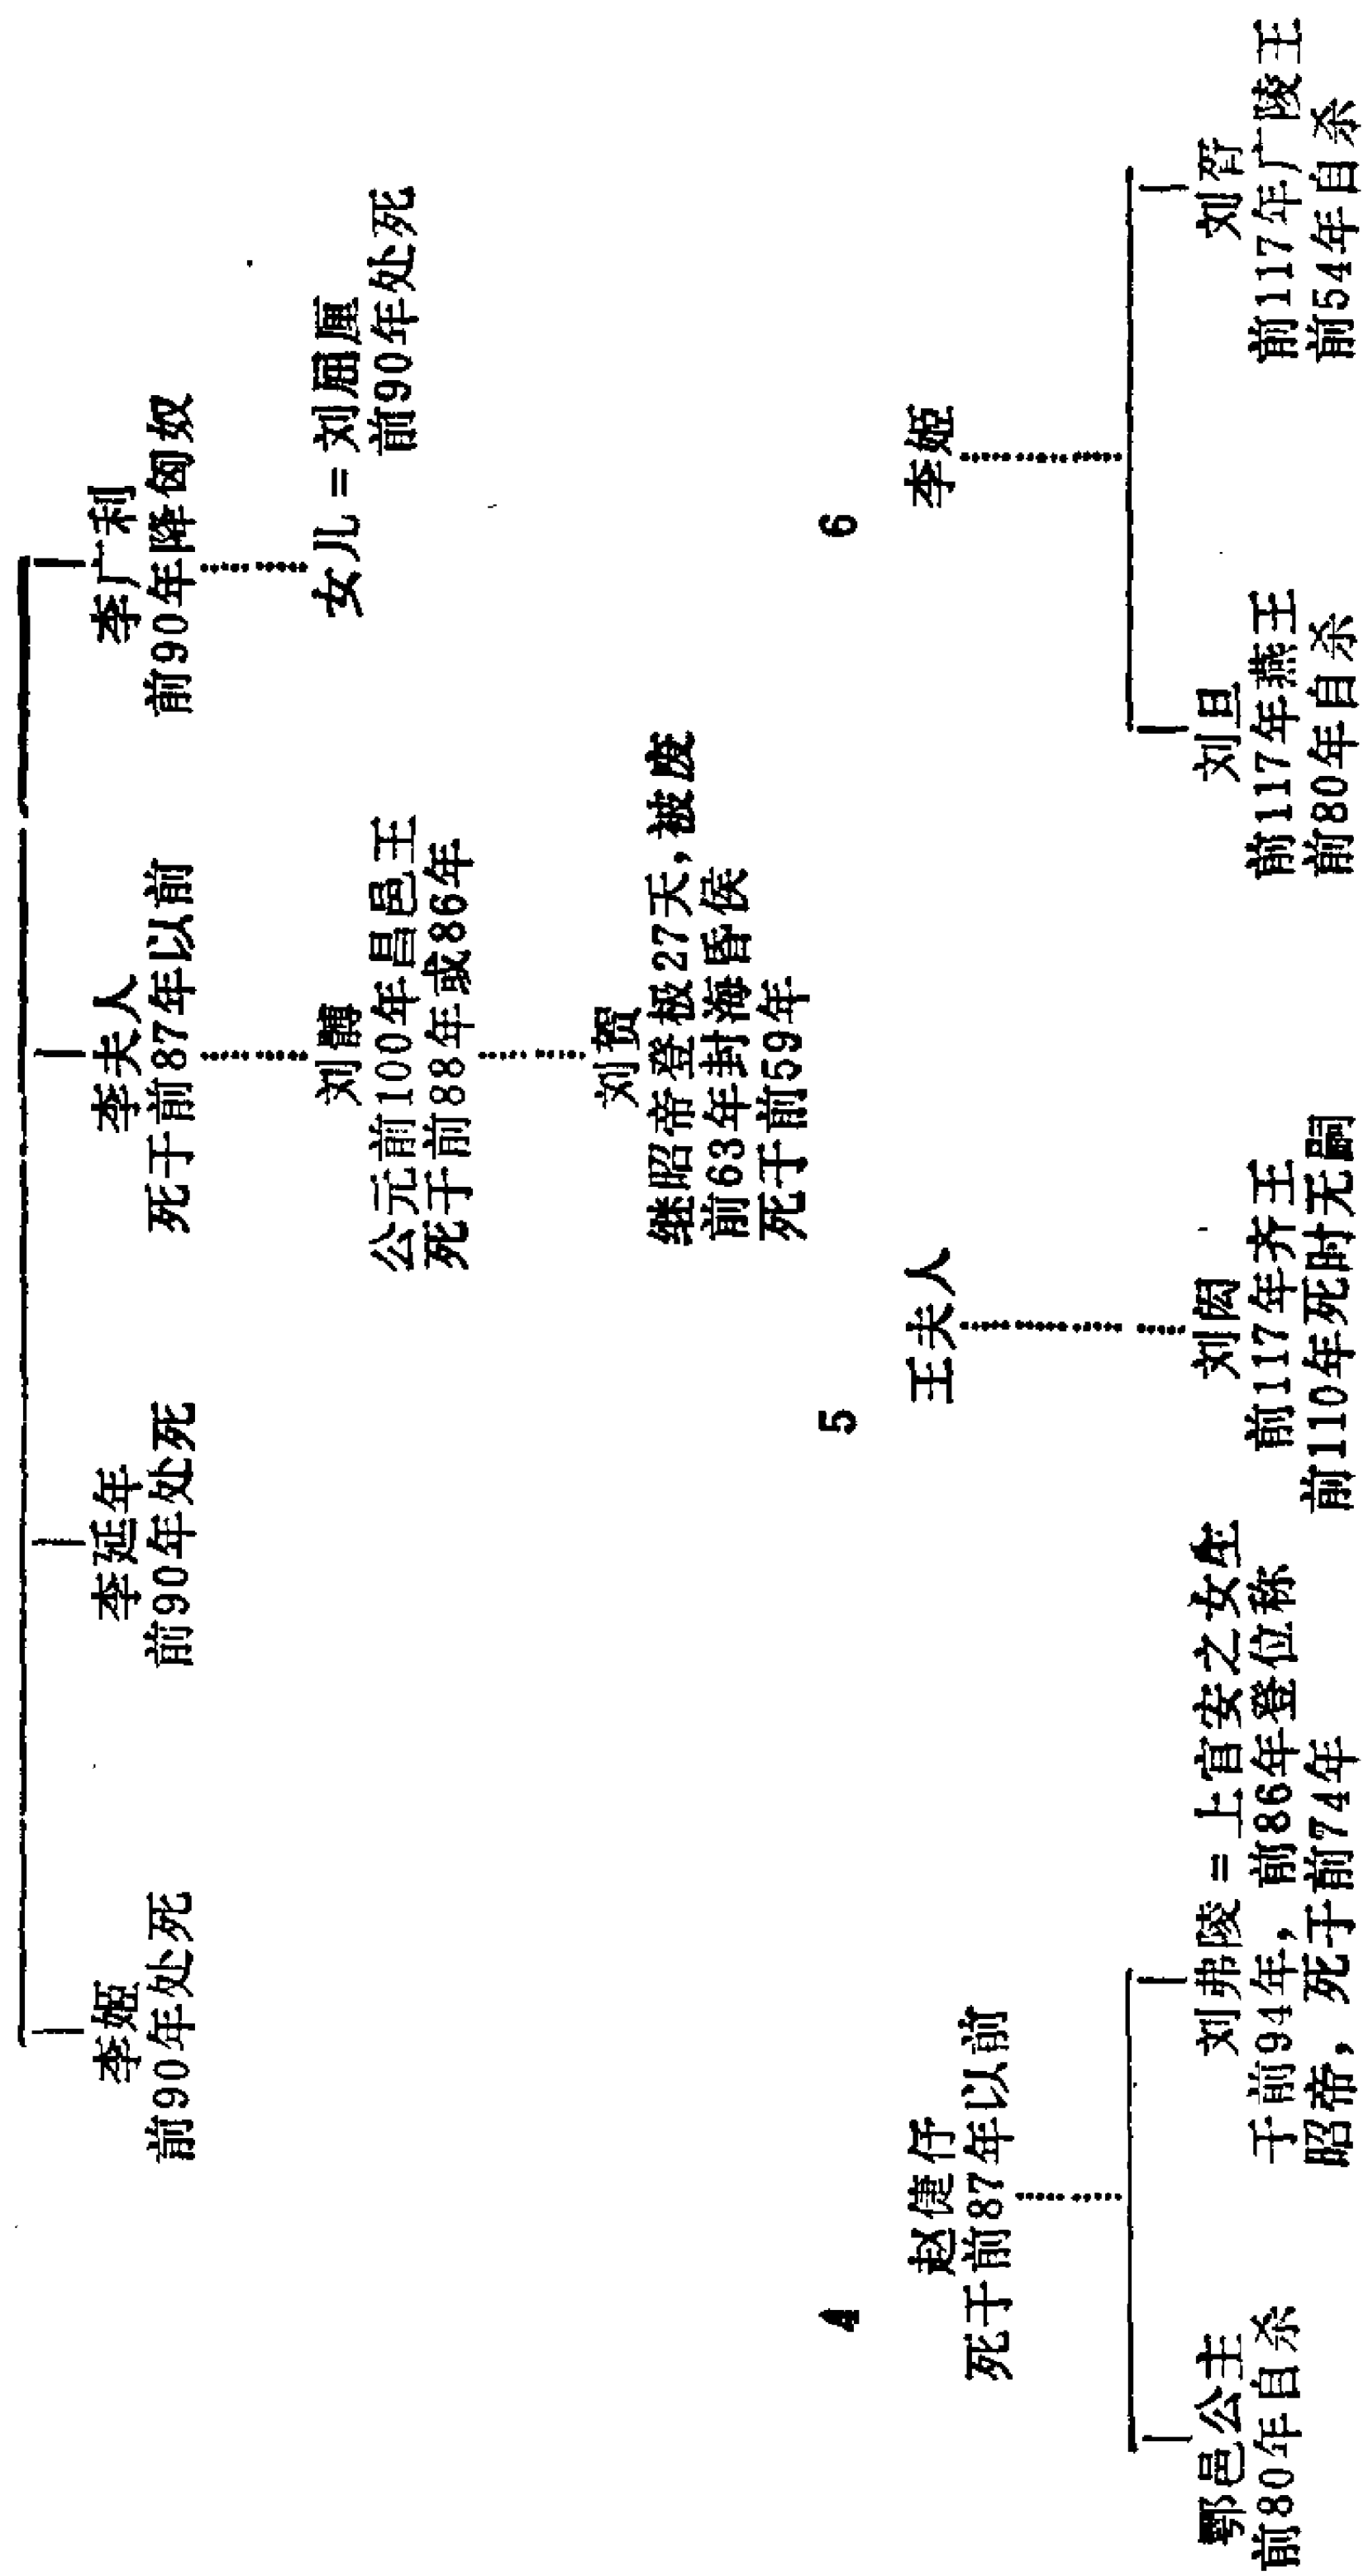 李姬
前90年处死
李延年
前90年处死
李夫人
死于前87年以前
李广利
前90年降匈奴
刘髆
公元前100年昌邑王
死于前88年或86年
女儿=刘屈厘
前90年处死
刘贺
继昭帝登极27天,被废
前63年封海昏侯
死于前59年
4
赵倢伃
死于前87年以前
5
王夫人
6
李姬
鄂邑公主
前80年自杀
刘弗陵=上官安之女生
于前94年,前86年登位称
昭帝,死于前74年
刘闳
前117年齐王
前110年死时无嗣
刘旦
前117年燕王
前80年自杀
刘胥
前117年广陵王
前54年自杀